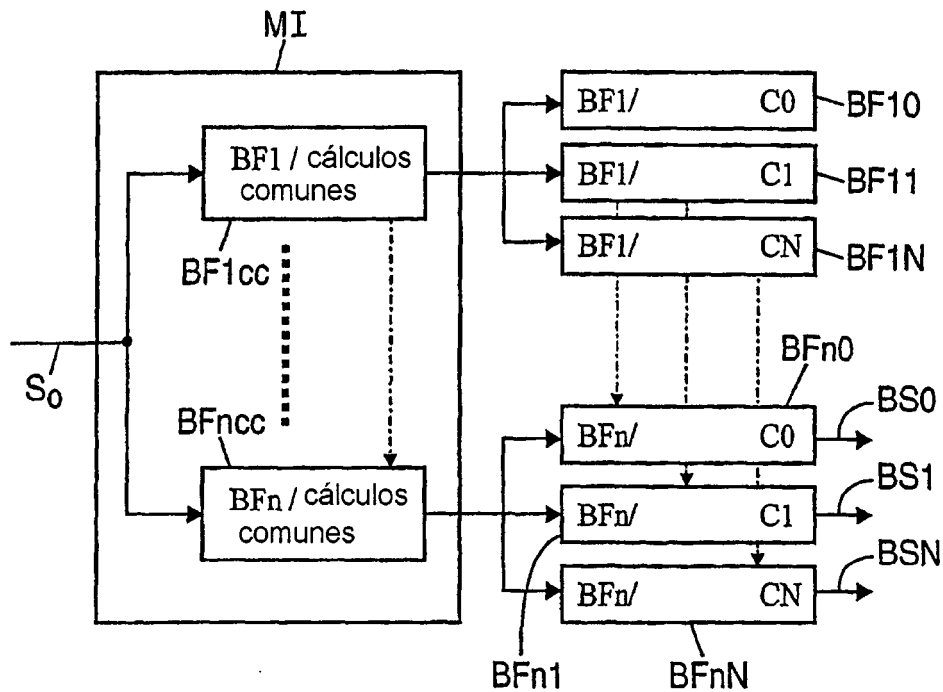 MI
BF1/ cálculos
comunes
BF1cc
BF1/ C0
BF10
BF1/ C1
BF11
BF1/ CN
BF1N
S0
BFncc
BFn/ cálculos
comunes
BFn0
BFn/ C0
BS0
BFn/ C1
BS1
BFn/ CN
BSN
BFn1
BFnN